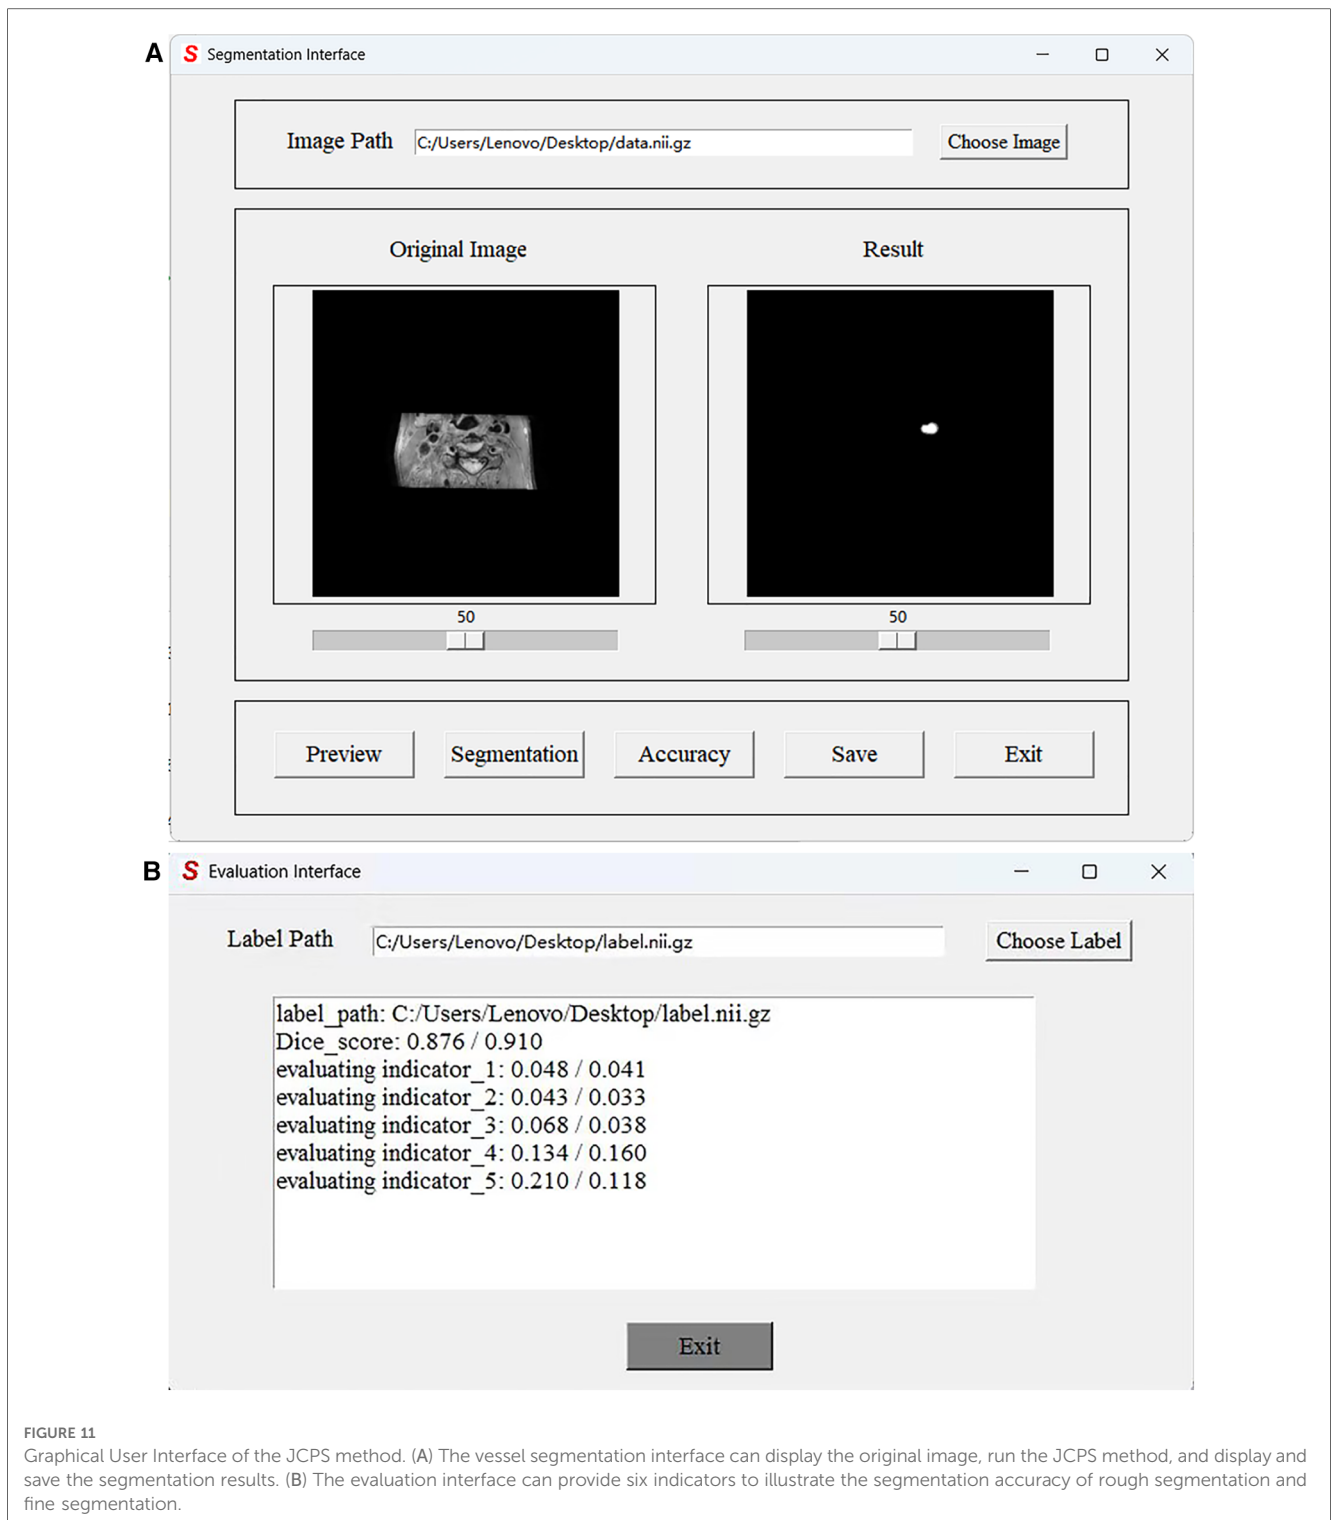 A
S Segmentation Interface
Image Path C:/Users/Lenovo/Desktop/data.nii.gz Choose Image
Original Image Result
50 50
Preview Segmentation Accuracy Save Exit
B
S Evaluation Interface
Label Path C:/Users/Lenovo/Desktop/label.nii.gz Choose Label
label_path: C:/Users/Lenovo/Desktop/label.nii.gz
Dice_score: 0.876 / 0.910
evaluating indicator_1: 0.048 / 0.041
evaluating indicator_2: 0.043 / 0.033
evaluating indicator_3: 0.068 / 0.038
evaluating indicator_4: 0.134 / 0.160
evaluating indicator_5: 0.210 / 0.118
Exit
FIGURE 11
Graphical User Interface of the JCPS method. (A) The vessel segmentation interface can display the original image, run the JCPS method, and display and
save the segmentation results. (B) The evaluation interface can provide six indicators to illustrate the segmentation accuracy of rough segmentation and
fine segmentation.